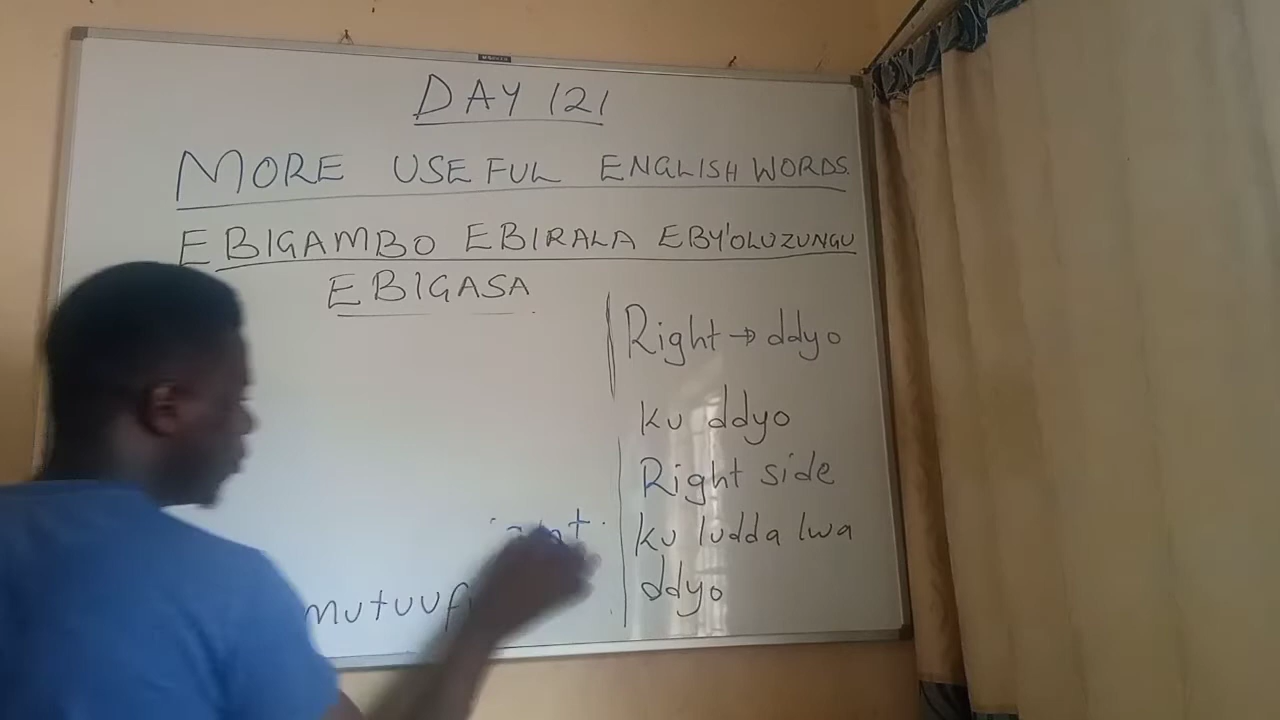 DAY 121
MORE USEFUL ENGLISH WORDS.
EBIGAMBO EBIRALA EBY'OLUZUNGU
EBIGASA
Right → ddyo
ku ddyo
Right side
ku ludda lwa
ddyo